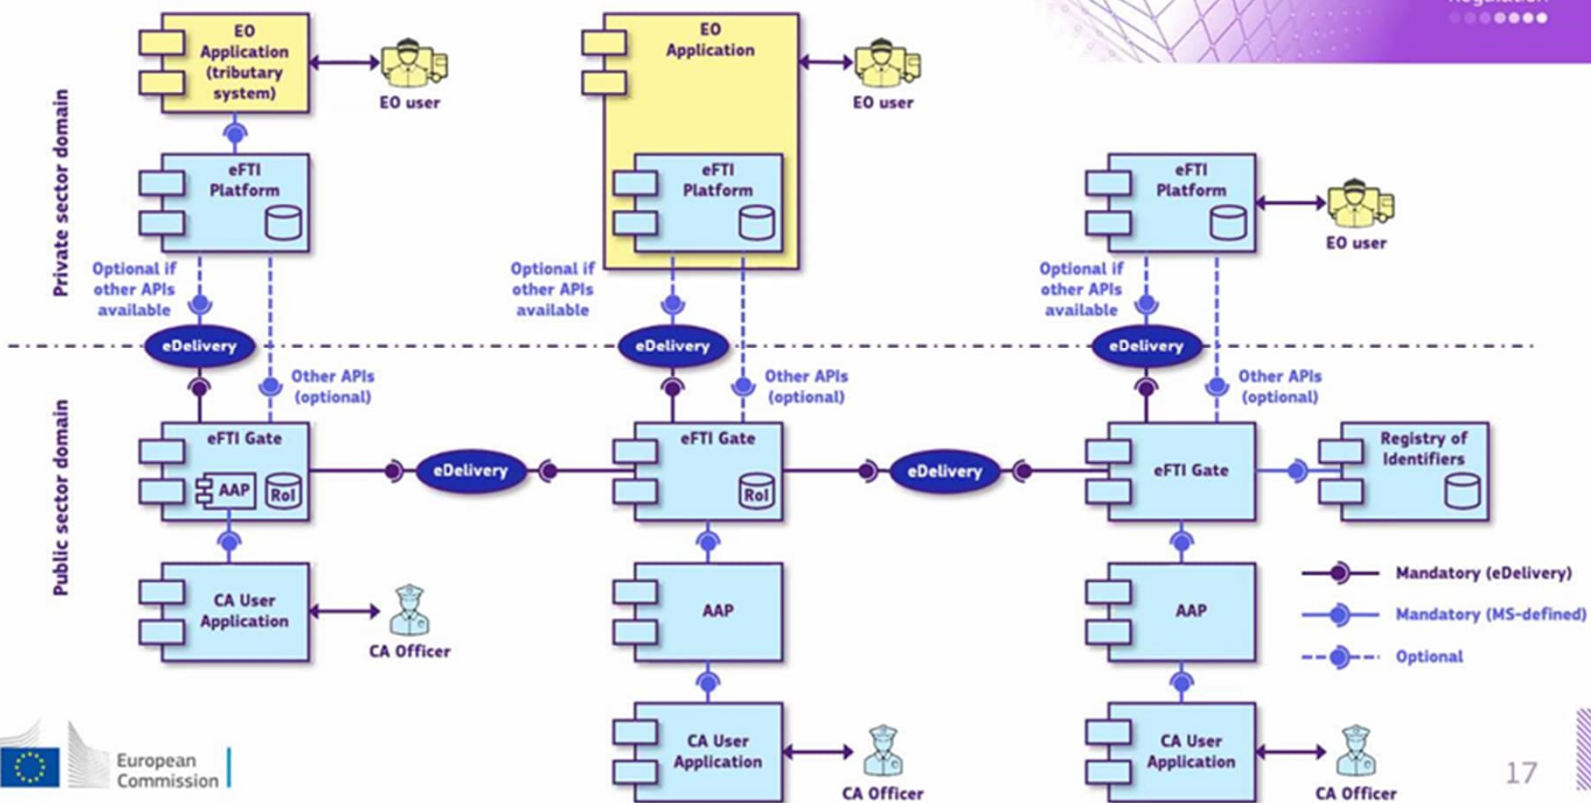 Regulation
EO
Application
(tributary
system)
EO user
EO
Application
EO user
Private sector domain
eFTI
Platform
eFTI
Platform
eFTI
Platform
EO user
Optional if
other APIs
available
Optional if
other APIs
available
Optional if
other APIs
available
eDelivery
eDelivery
eDelivery
Other APIs
(optional)
Other APIs
(optional)
Other APIs
(optional)
Public sector domain
eFTI Gate
AAP
RoI
eDelivery
eFTI Gate
RoI
eDelivery
eFTI Gate
Registry of
Identifiers
CA User
Application
CA Officer
AAP
AAP
Mandatory (eDelivery)
Mandatory (MS-defined)
Optional
CA User
Application
CA Officer
CA User
Application
CA Officer
European
Commission
17